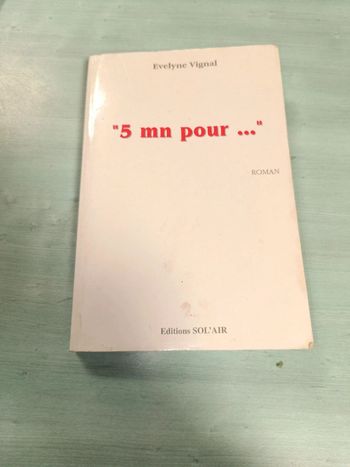 Evelyne Vignal
"5 mn pour ..."
ROMAN
Editions SOL'AIR